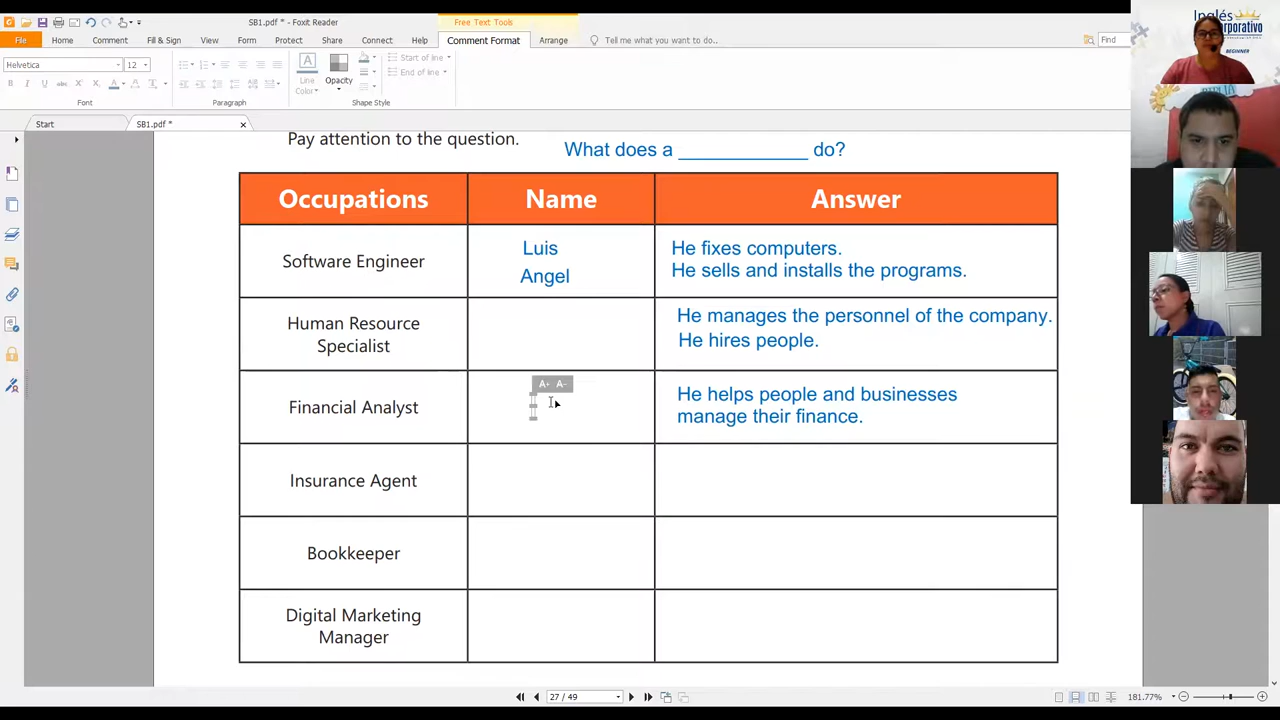 SB1.pdf * - Foxit Reader
Free Text Tools
File Home Comment Fill & Sign View Form Protect Share Connect Help Comment Format Arrange Tell me what you want to do.. Find
Helvetica 12
Line Color
Opacity
Start of line
End of line
Font Paragraph Shape Style
Start SB1.pdf *
Inglés
Corporativo
BEGINNER
Pay attention to the question.
What does a ____________ do?
Occupations Name Answer
Software Engineer
Luis
Angel
He fixes computers.
He sells and installs the programs.
Human Resource
Specialist
He manages the personnel of the company.
He hires people.
Financial Analyst
A+ A-
He helps people and businesses
manage their finance.
Insurance Agent
Bookkeeper
Digital Marketing
Manager
27 / 49
181.77%